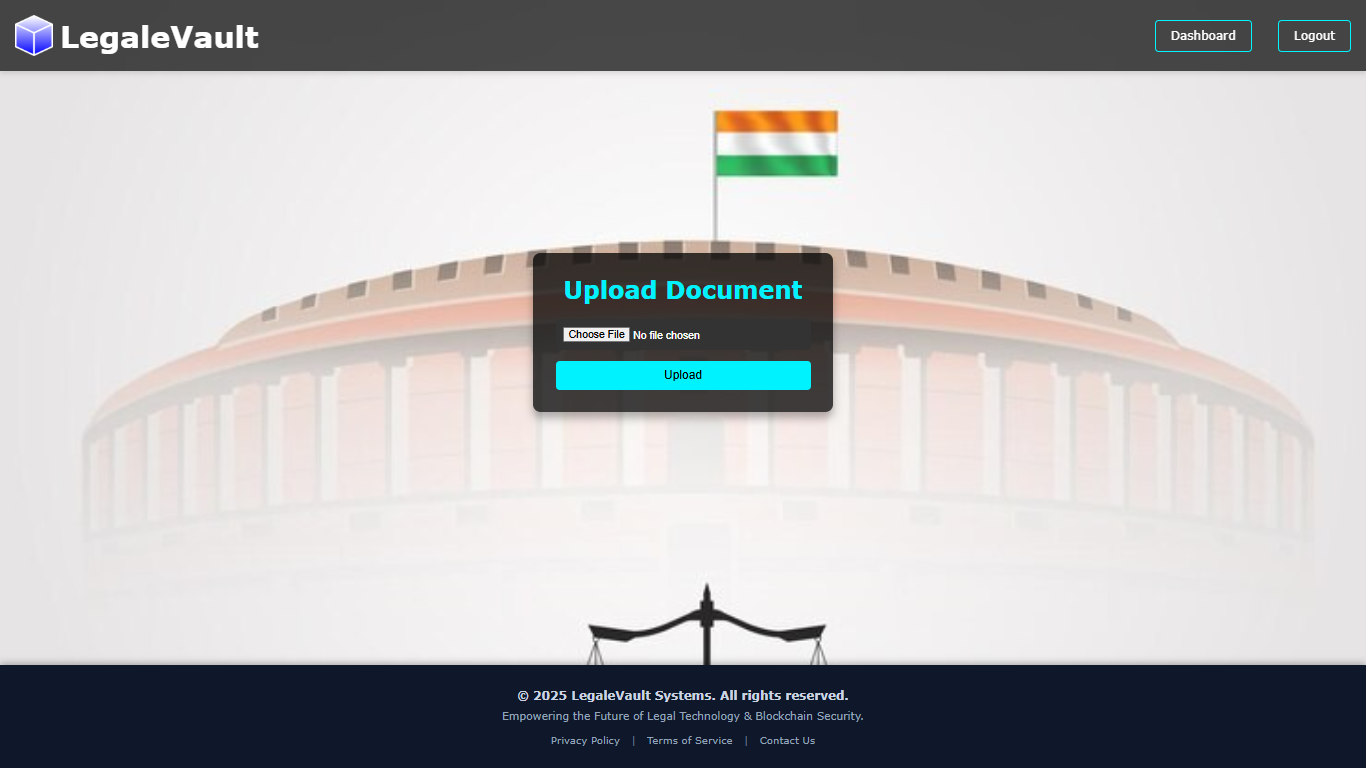 LegaleVault
Dashboard
Logout
Upload Document
Choose File No file chosen
Upload
© 2025 LegaleVault Systems. All rights reserved.
Empowering the Future of Legal Technology & Blockchain Security.
Privacy Policy | Terms of Service | Contact Us